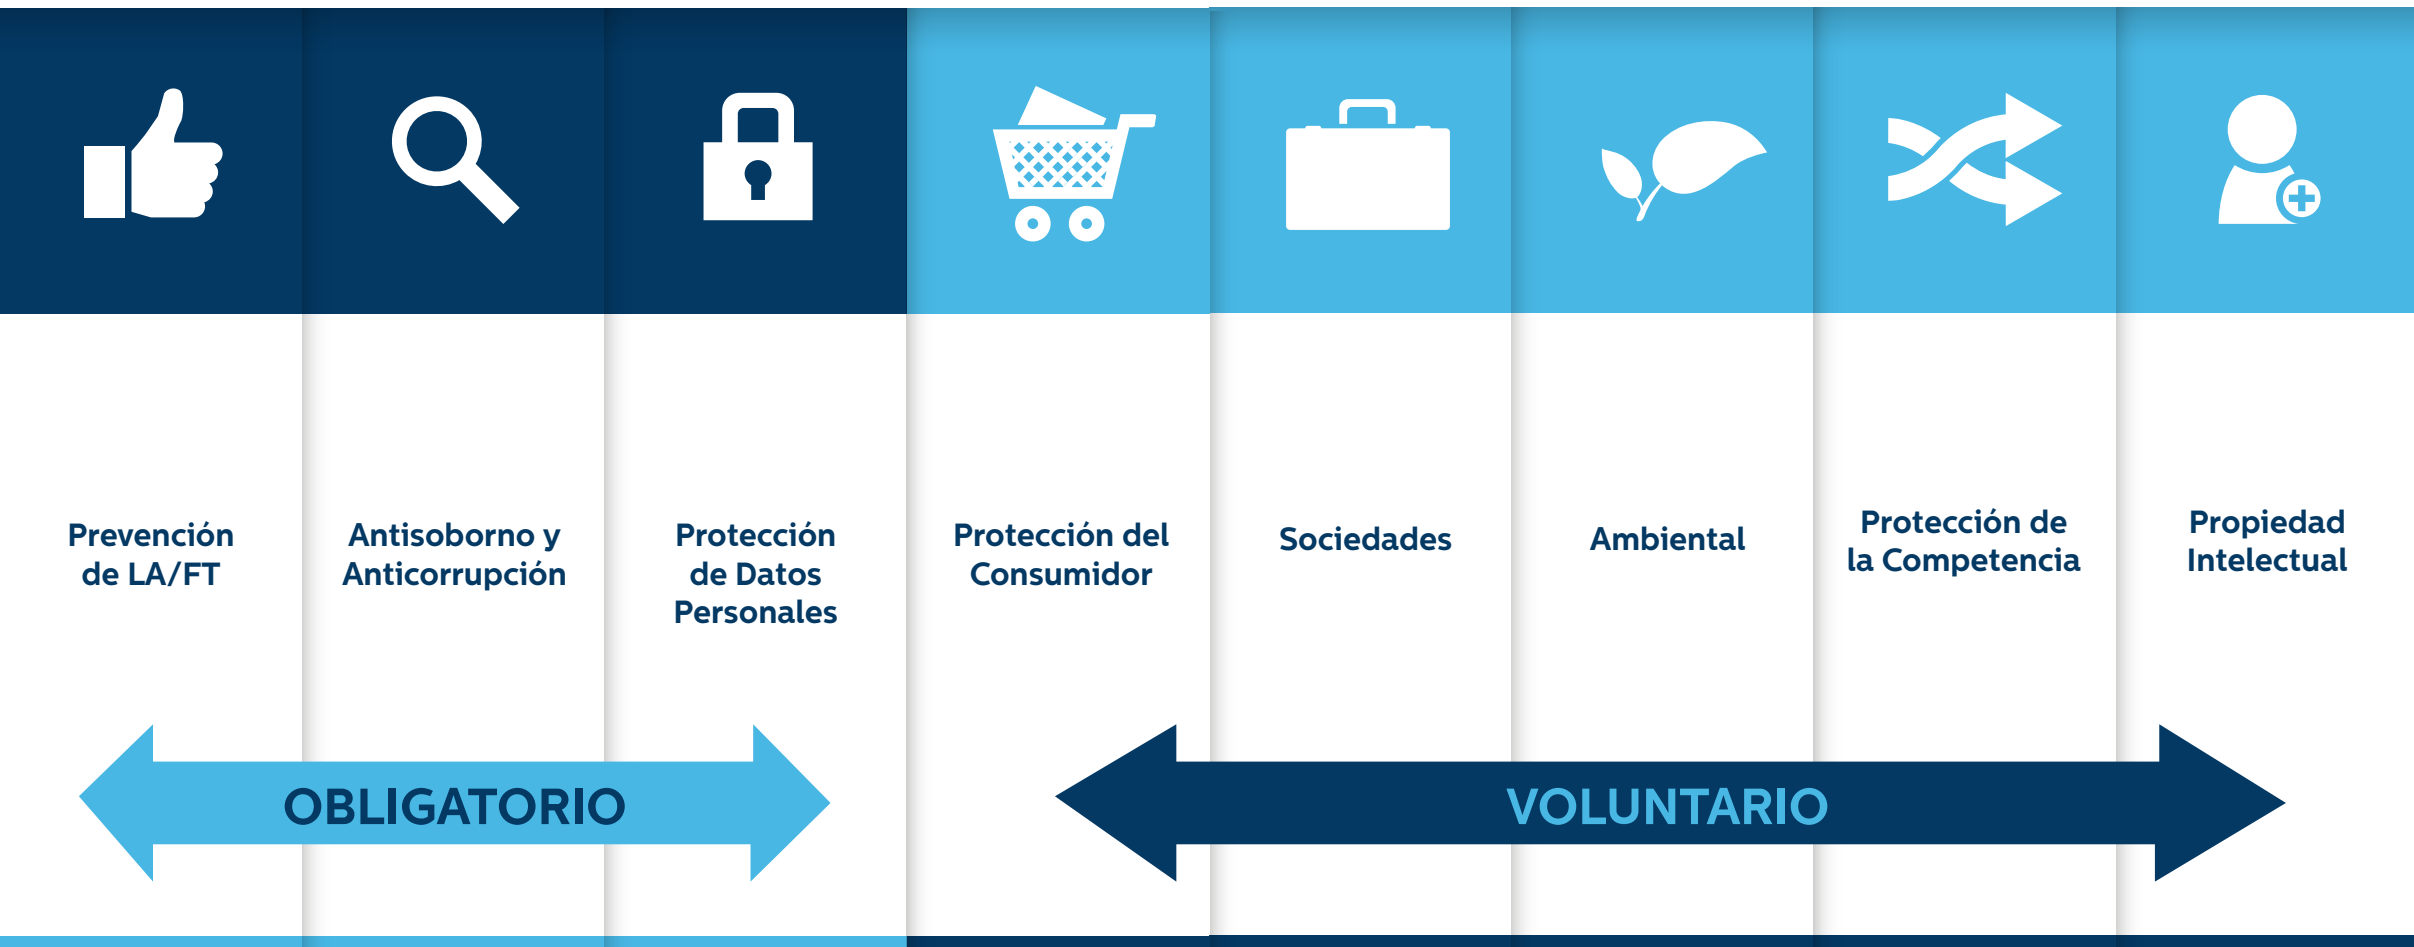 Prevención
de LA/FT
Antisoborno y
Anticorrupción
Protección
de Datos
Personales
Protección del
Consumidor
Sociedades
Ambiental
Protección de
la Competencia
Propiedad
Intelectual
OBLIGATORIO
VOLUNTARIO